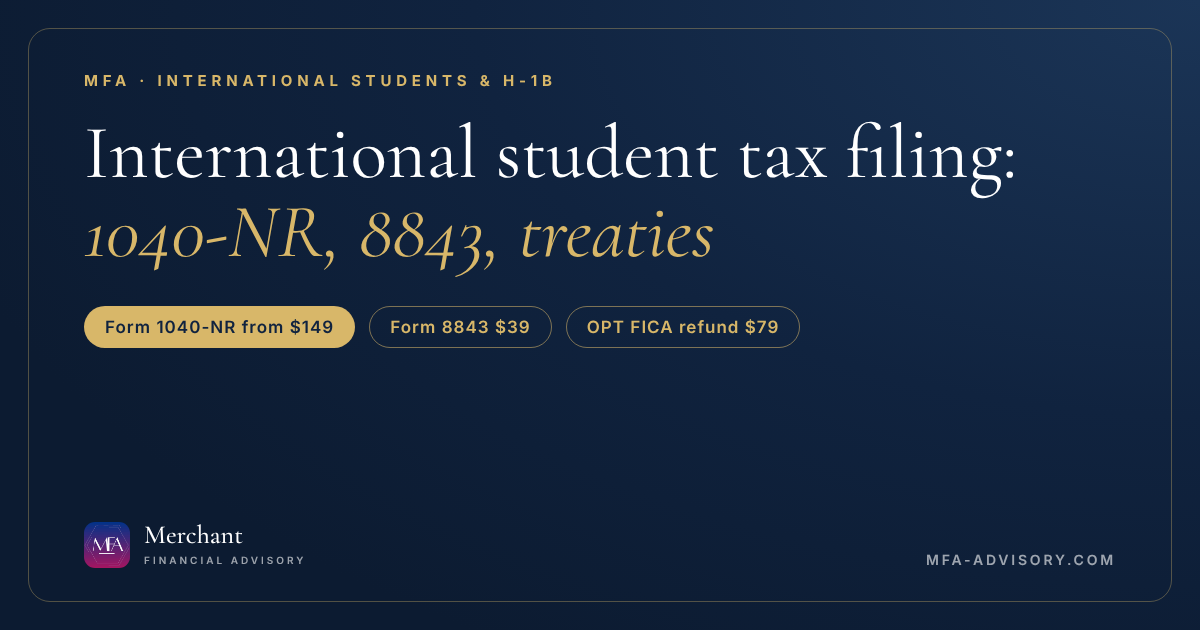 MFA · INTERNATIONAL STUDENTS & H-1B
International student tax filing:
1040-NR, 8843, treaties
Form 1040-NR from $149
Form 8843 $39
OPT FICA refund $79
MFA
Merchant
FINANCIAL ADVISORY
MFA-ADVISORY.COM